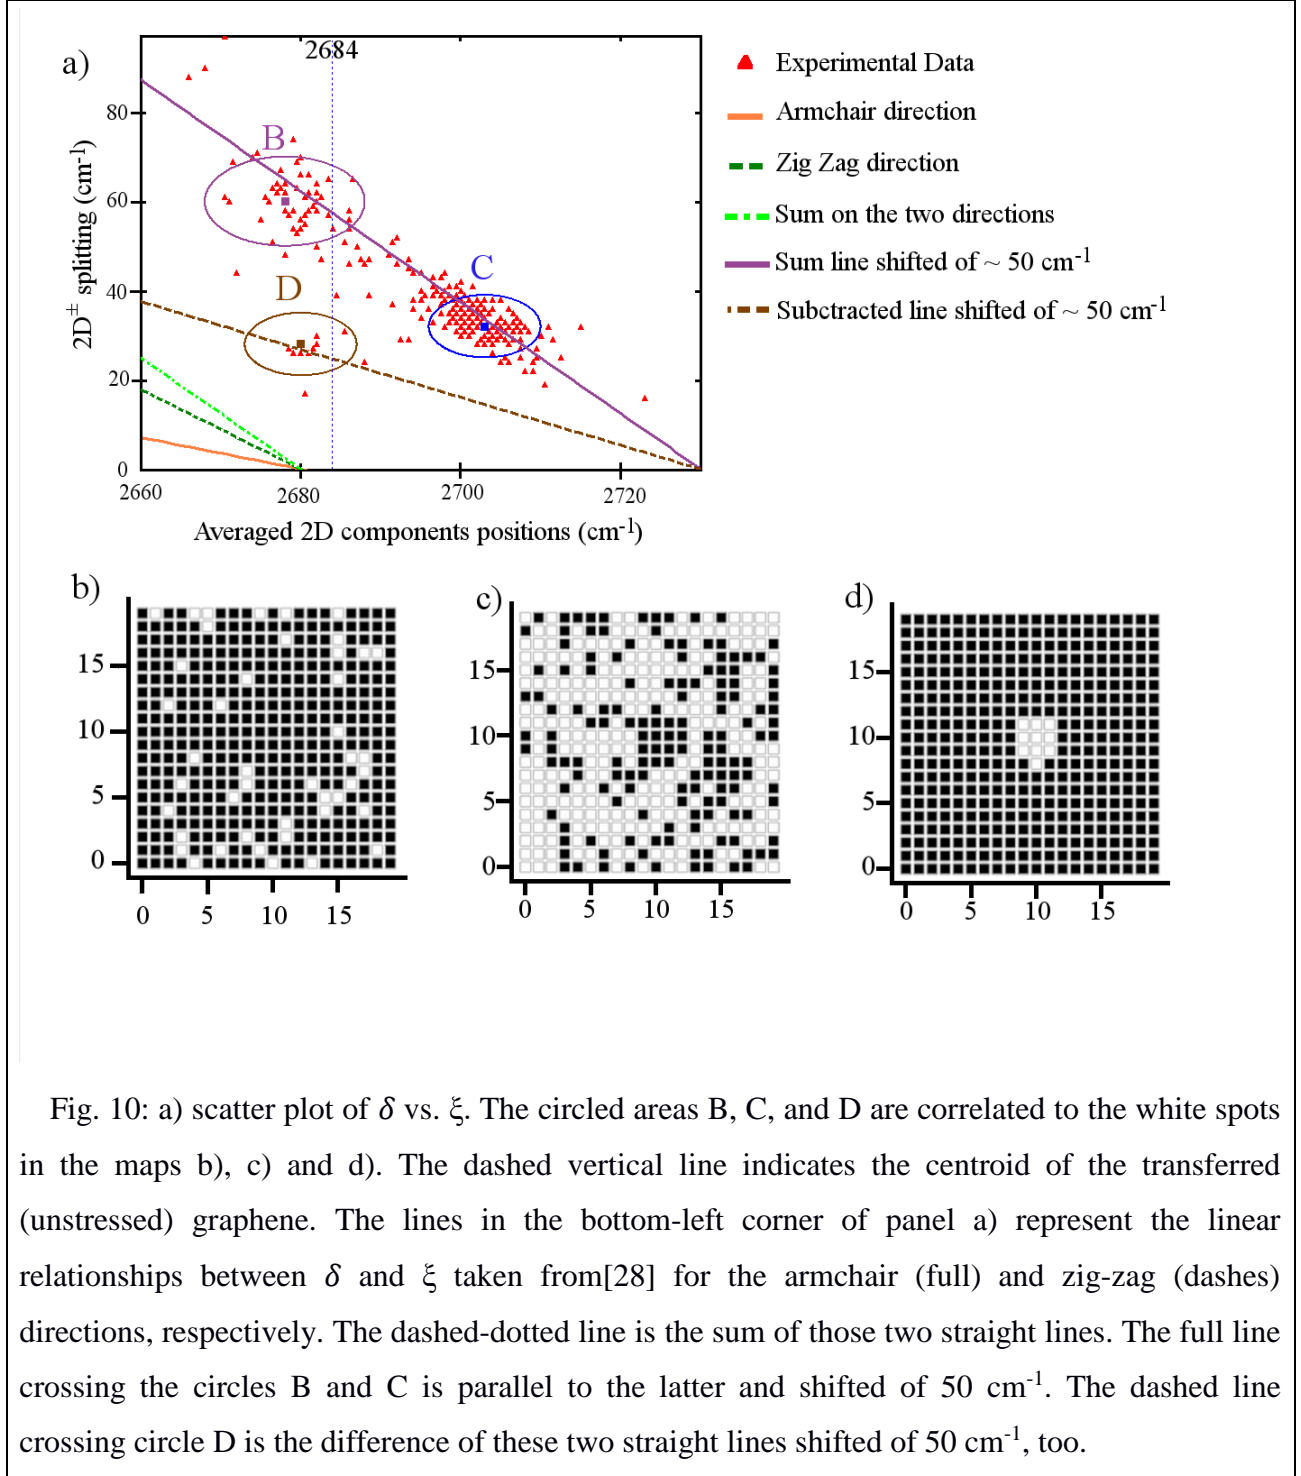 a)
2684
B
C
D
80
60
40
20
0
2D± splitting (cm-1)
2660
2680
2700
2720
Averaged 2D components positions (cm-1)
Experimental Data
Armchair direction
Zig Zag direction
Sum on the two directions
Sum line shifted of ~ 50 cm-1
Subctracted line shifted of ~ 50 cm-1
b)
15
10
5
0
0 5 10 15
c)
15
10
5
0
0 5 10 15
d)
15
10
5
0
0 5 10 15
Fig. 10: a) scatter plot of δ vs. ξ. The circled areas B, C, and D are correlated to the white spots
in the maps b), c) and d). The dashed vertical line indicates the centroid of the transferred
(unstressed) graphene. The lines in the bottom-left corner of panel a) represent the linear
relationships between δ and ξ taken from[28] for the armchair (full) and zig-zag (dashes)
directions, respectively. The dashed-dotted line is the sum of those two straight lines. The full line
crossing the circles B and C is parallel to the latter and shifted of 50 cm-1. The dashed line
crossing circle D is the difference of these two straight lines shifted of 50 cm-1, too.